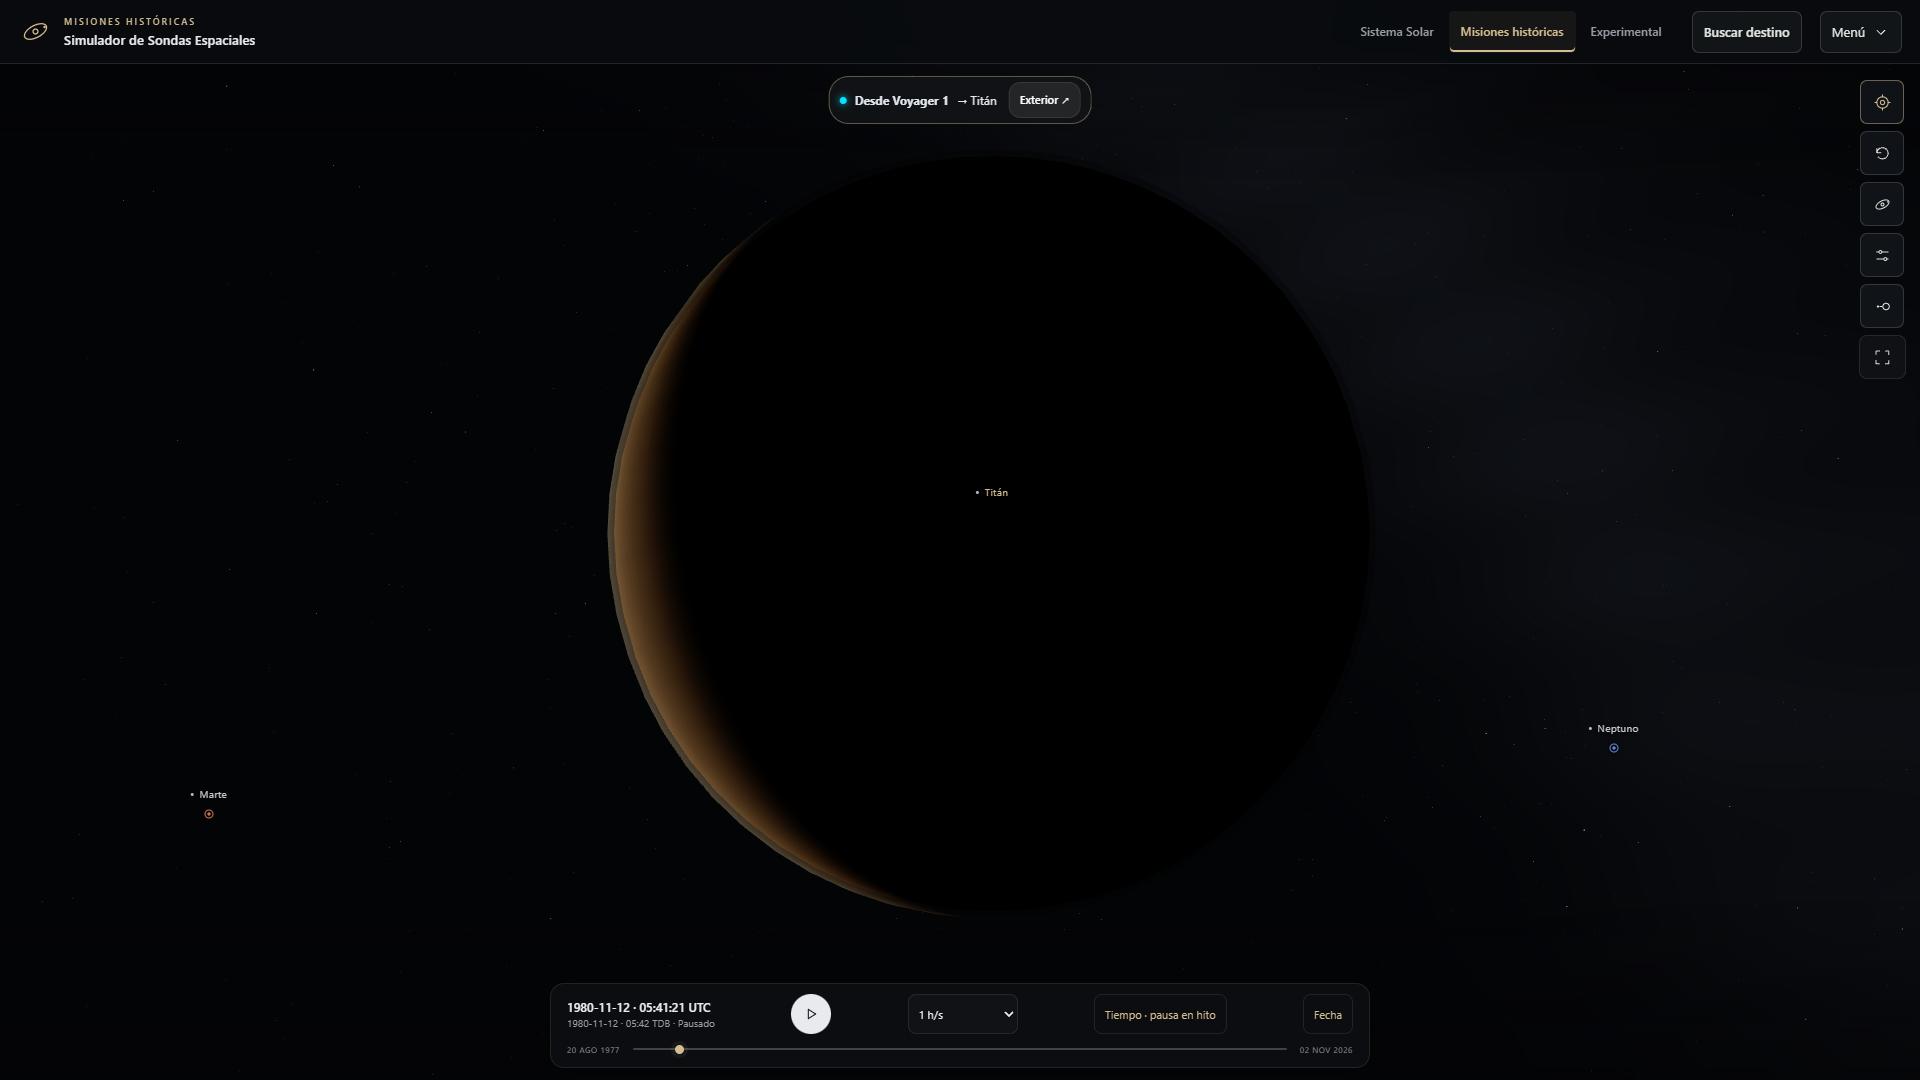 MISIONES HISTÓRICAS
Simulador de Sondas Espaciales
Sistema Solar
Misiones históricas
Experimental
Buscar destino
Menú
Desde Voyager 1 → Titán
Exterior ↗
Titán
Neptuno
Marte
1980-11-12 · 05:41:21 UTC
1980-11-12 · 05:42 TDB · Pausado
1 h/s
Tiempo · pausa en hito
Fecha
20 AGO 1977
02 NOV 2026